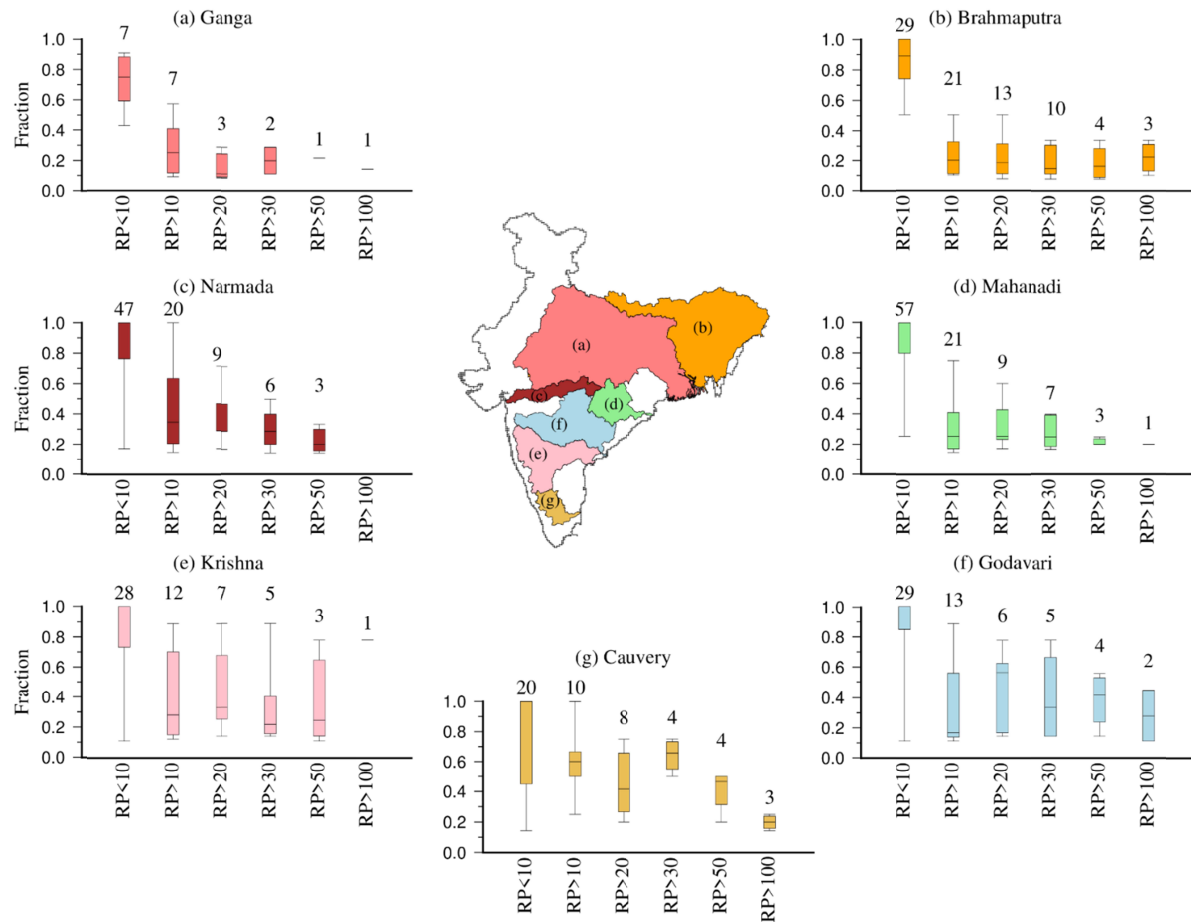 (a) Ganga
7 7 3 2 1 1
Fraction
1.0
0.8
0.6
0.4
0.2
0.0
RP<10 RP>10 RP>20 RP>30 RP>50 RP>100
(b) Brahmaputra
29 21 13 10 4 3
1.0
0.8
0.6
0.4
0.2
0.0
RP<10 RP>10 RP>20 RP>30 RP>50 RP>100
(c) Narmada
47 20 9 6 3
1.0
0.8
0.6
0.4
0.2
0.0
RP<10 RP>10 RP>20 RP>30 RP>50 RP>100
(a)
(b)
(c)
(d)
(f)
(e)
(g)
(d) Mahanadi
57 21 9 7 3 1
1.0
0.8
0.6
0.4
0.2
0.0
RP<10 RP>10 RP>20 RP>30 RP>50 RP>100
(e) Krishna
28 12 7 5 3 1
Fraction
1.0
0.8
0.6
0.4
0.2
0.0
RP<10 RP>10 RP>20 RP>30 RP>50 RP>100
(f) Godavari
29 13 6 5 4 2
1.0
0.8
0.6
0.4
0.2
0.0
RP<10 RP>10 RP>20 RP>30 RP>50 RP>100
(g) Cauvery
20 10 8 4 4 3
1.0
0.8
0.6
0.4
0.2
0.0
RP<10 RP>10 RP>20 RP>30 RP>50 RP>100